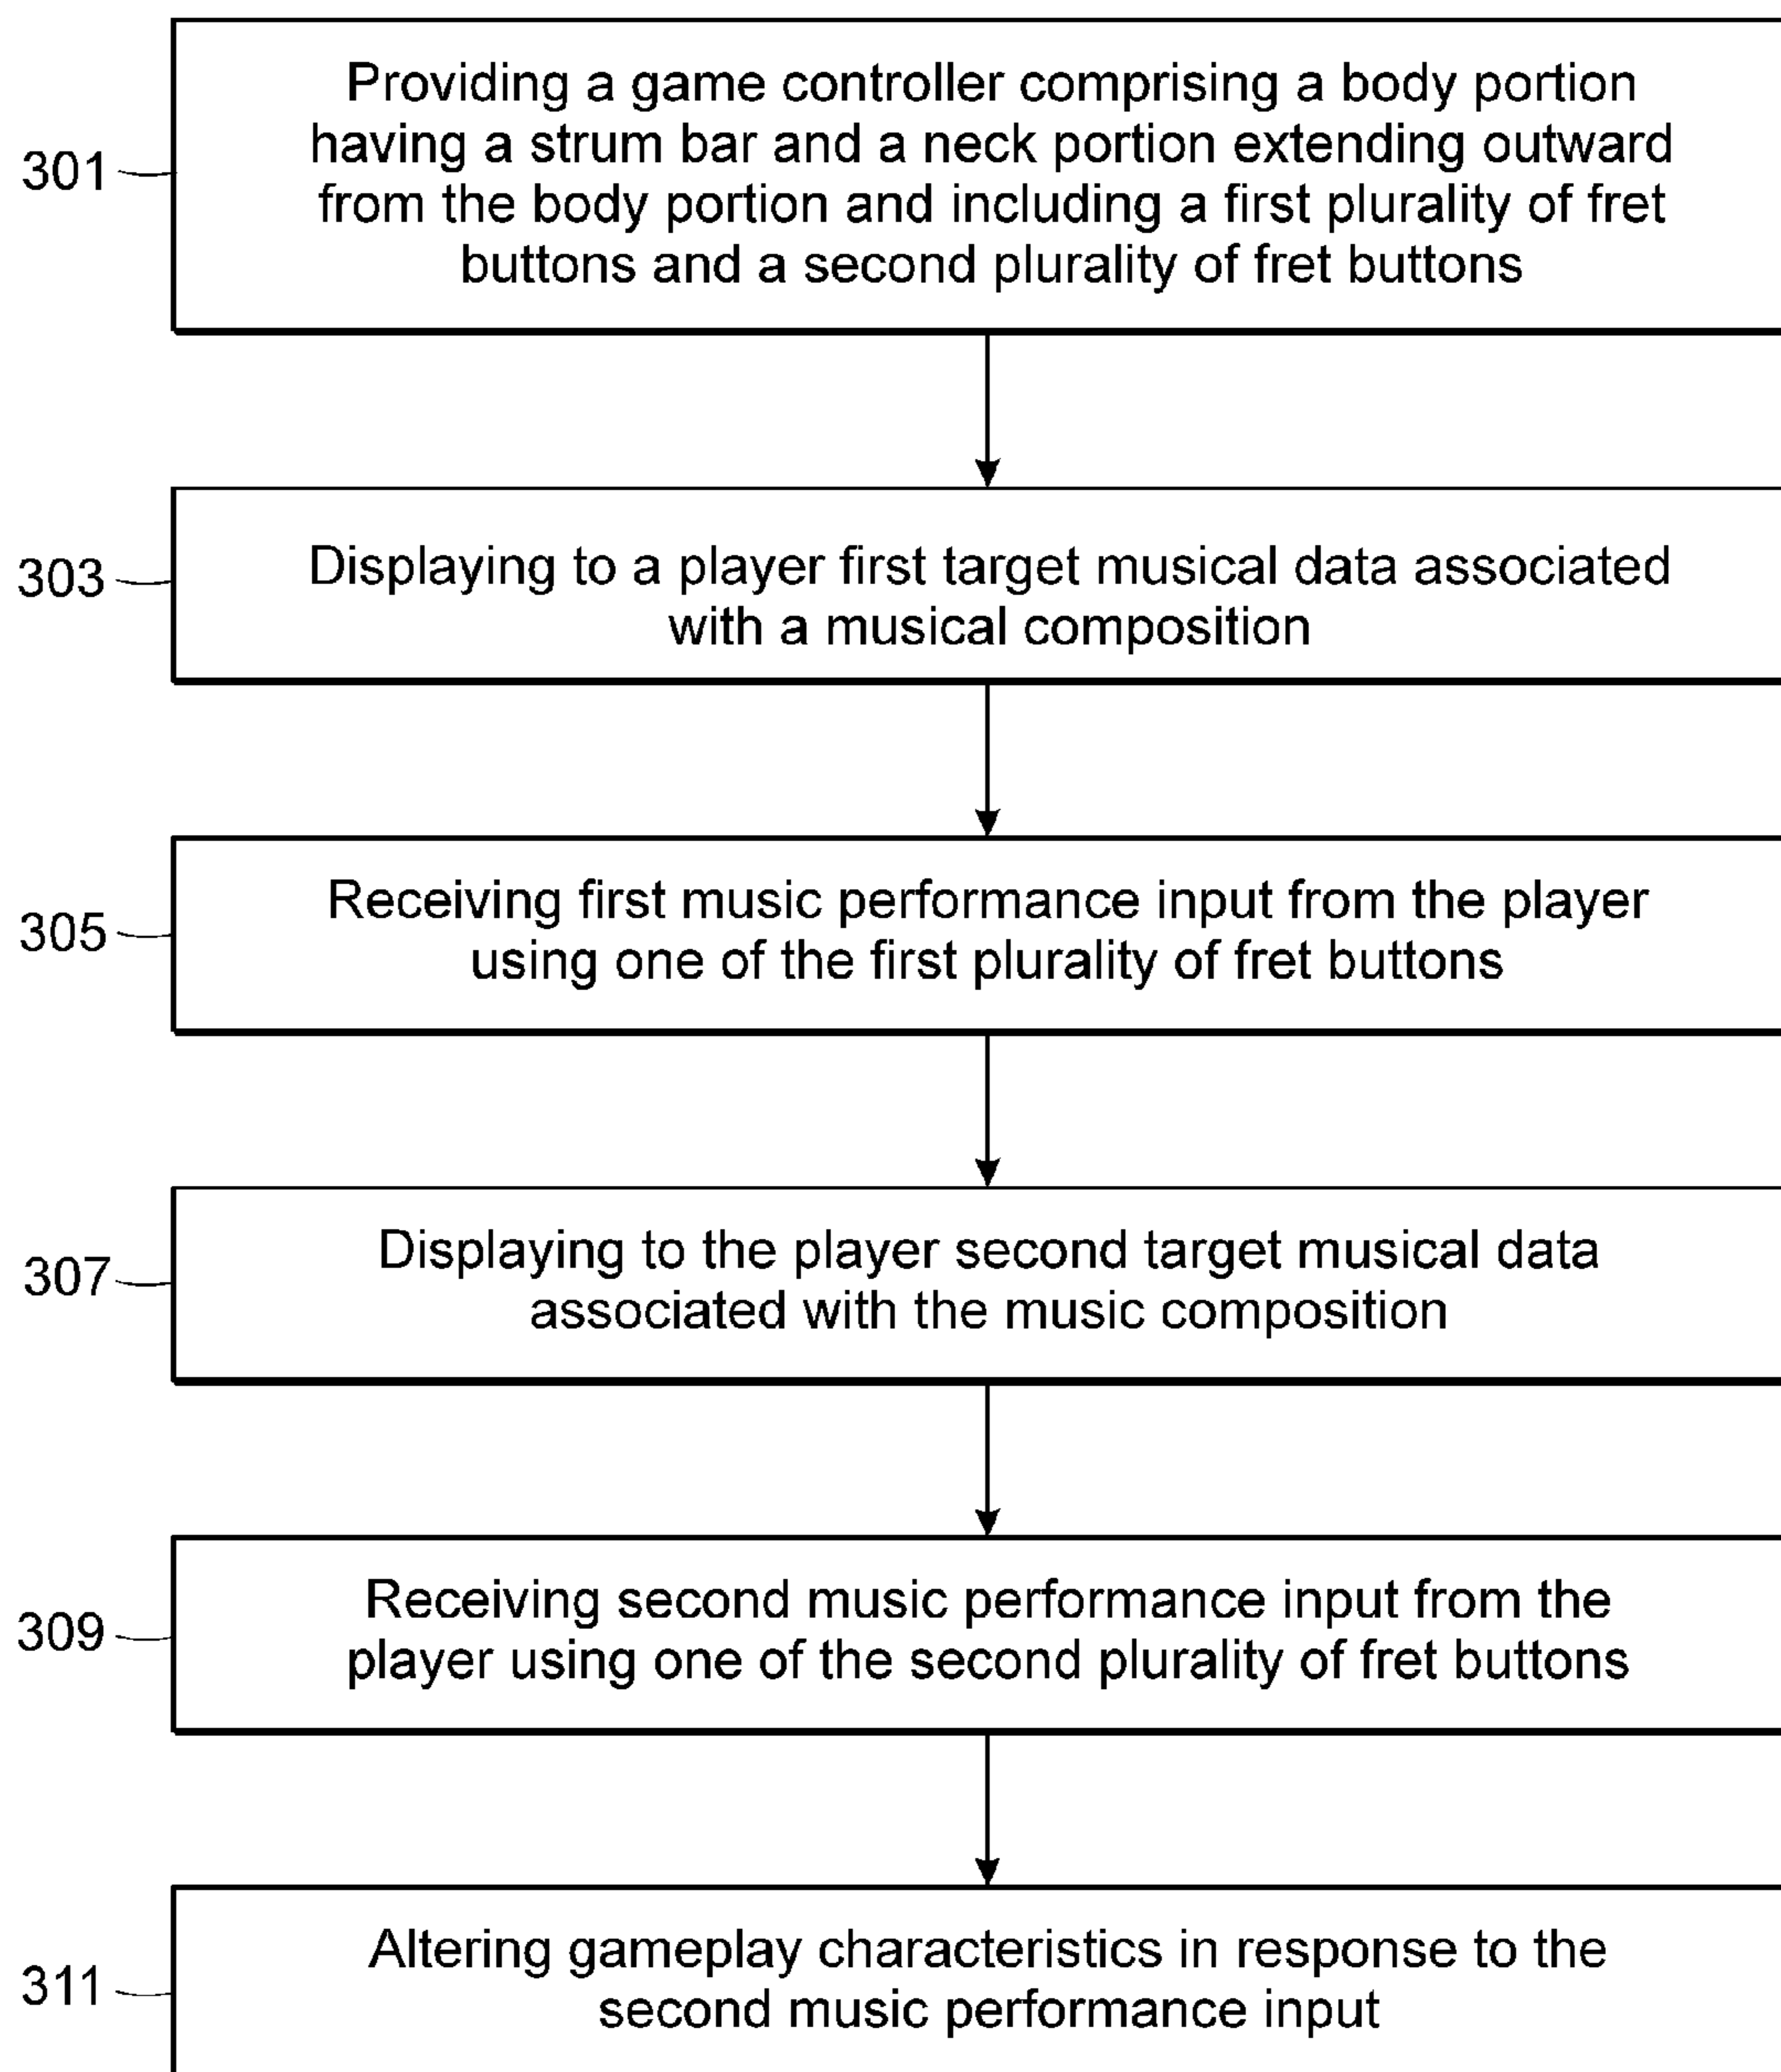 301
Providing a game controller comprising a body portion
having a strum bar and a neck portion extending outward
from the body portion and including a first plurality of fret
buttons and a second plurality of fret buttons
303
Displaying to a player first target musical data associated
with a musical composition
305
Receiving first music performance input from the player
using one of the first plurality of fret buttons
307
Displaying to the player second target musical data
associated with the music composition
309
Receiving second music performance input from the
player using one of the second plurality of fret buttons
311
Altering gameplay characteristics in response to the
second music performance input